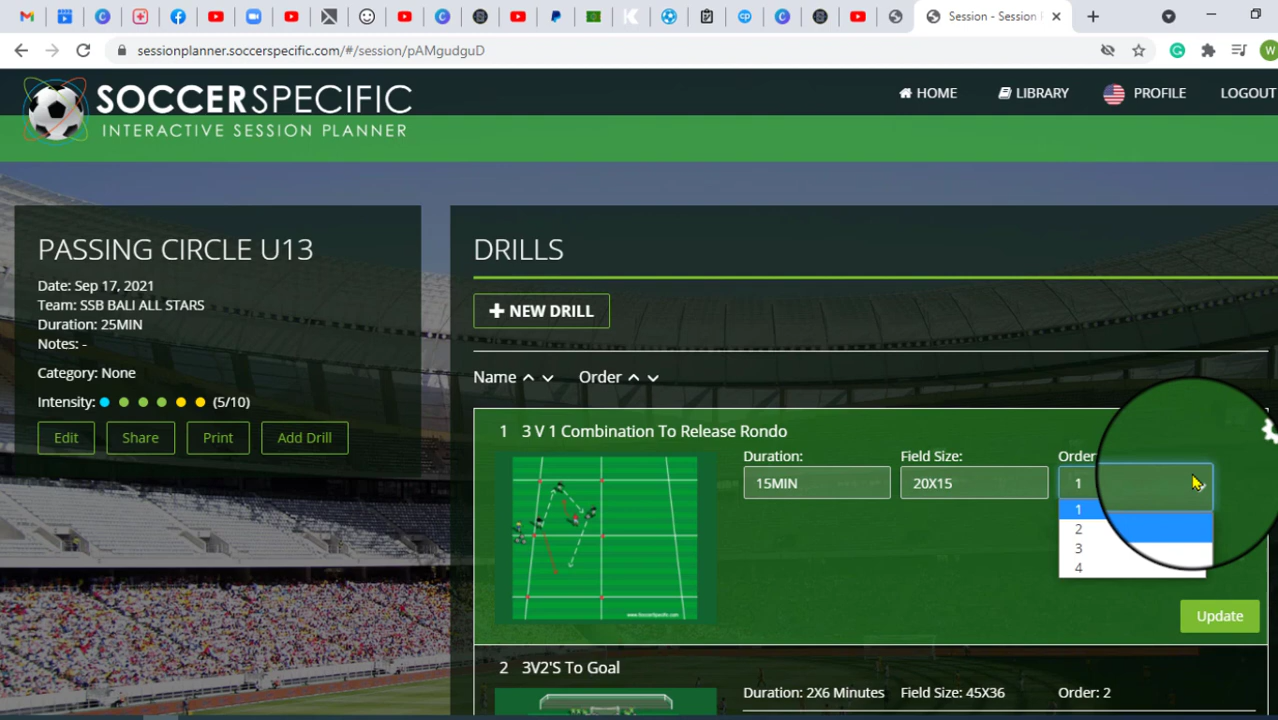 Session - Session
sessionplanner.soccerspecific.com/#/session/pAMgudguD
W
SOCCERSPECIFIC
INTERACTIVE SESSION PLANNER
HOME
LIBRARY
PROFILE
LOGOUT
PASSING CIRCLE U13
Date: Sep 17, 2021
Team: SSB BALI ALL STARS
Duration: 25MIN
Notes: -
Category: None
Intensity: (5/10)
Edit
Share
Print
Add Drill
DRILLS
+ NEW DRILL
Name
Order
1 3 V 1 Combination To Release Rondo
Duration:
Field Size:
Order
15MIN
20X15
1
1
2
3
4
www.SoccerSpecific.com
Update
2 3V2'S To Goal
Duration: 2X6 Minutes
Field Size: 45X36
Order: 2